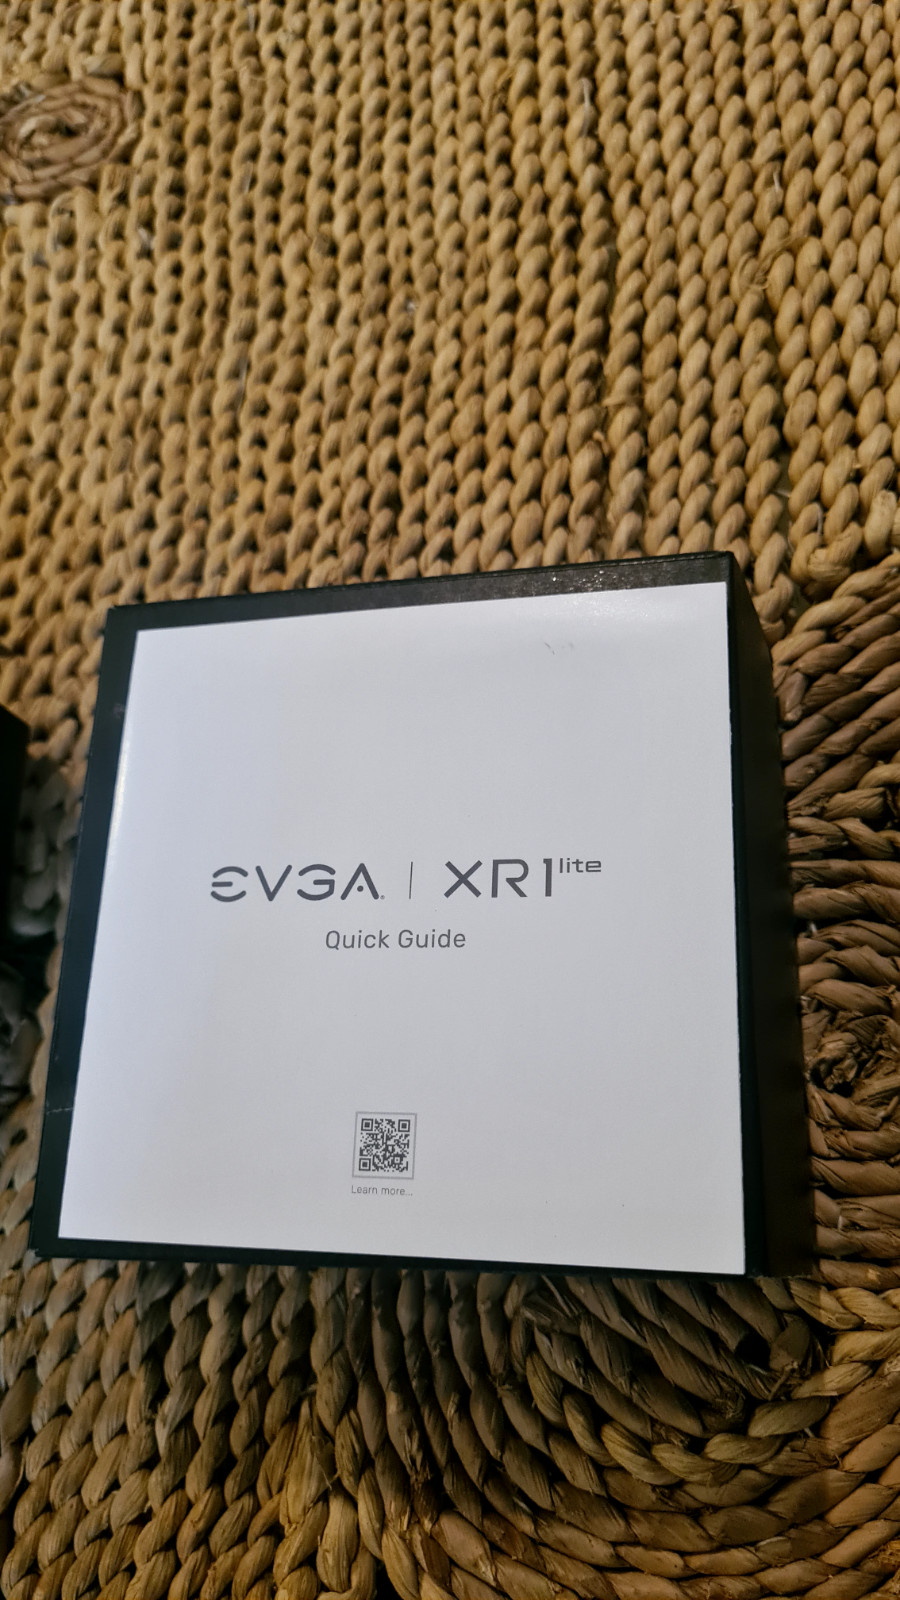 EVGA | XR1 lite
Quick Guide
Learn more...